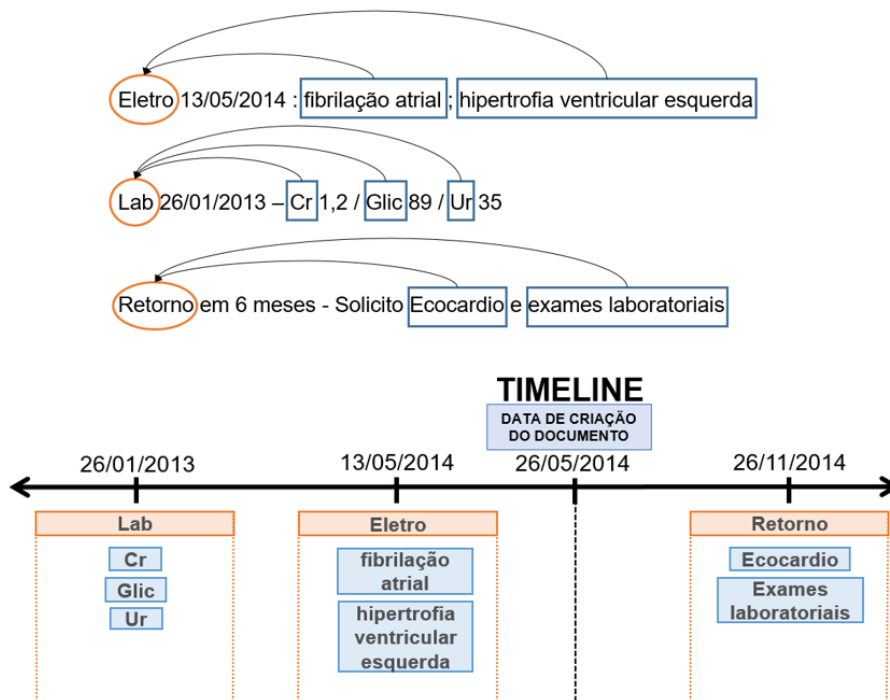 Eletro 13/05/2014 : fibrilação atrial ; hipertrofia ventricular esquerda
Lab 26/01/2013 – Cr 1,2 / Glic 89 / Ur 35
Retorno em 6 meses - Solicito Ecocardio e exames laboratoriais
TIMELINE
DATA DE CRIAÇÃO
DO DOCUMENTO
26/01/2013 13/05/2014 26/05/2014 26/11/2014
Lab
Cr
Glic
Ur
Eletro
fibrilação
atrial
hipertrofia
ventricular
esquerda
Retorno
Ecocardio
Exames
laboratoriais